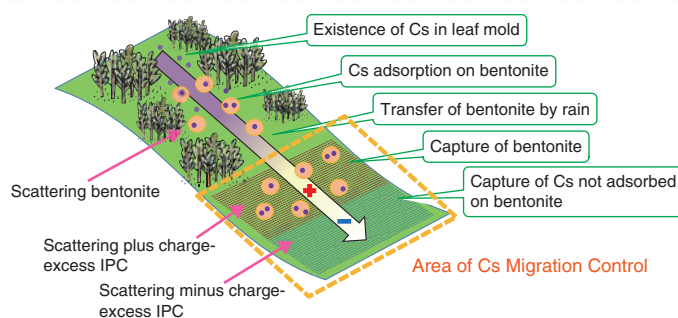 Existence of Cs in leaf mold
Cs adsorption on bentonite
Transfer of bentonite by rain
Capture of bentonite
Capture of Cs not adsorbed
on bentonite
Scattering bentonite
+
−
Scattering plus charge-
excess IPC
Scattering minus charge-
excess IPC
Area of Cs Migration Control